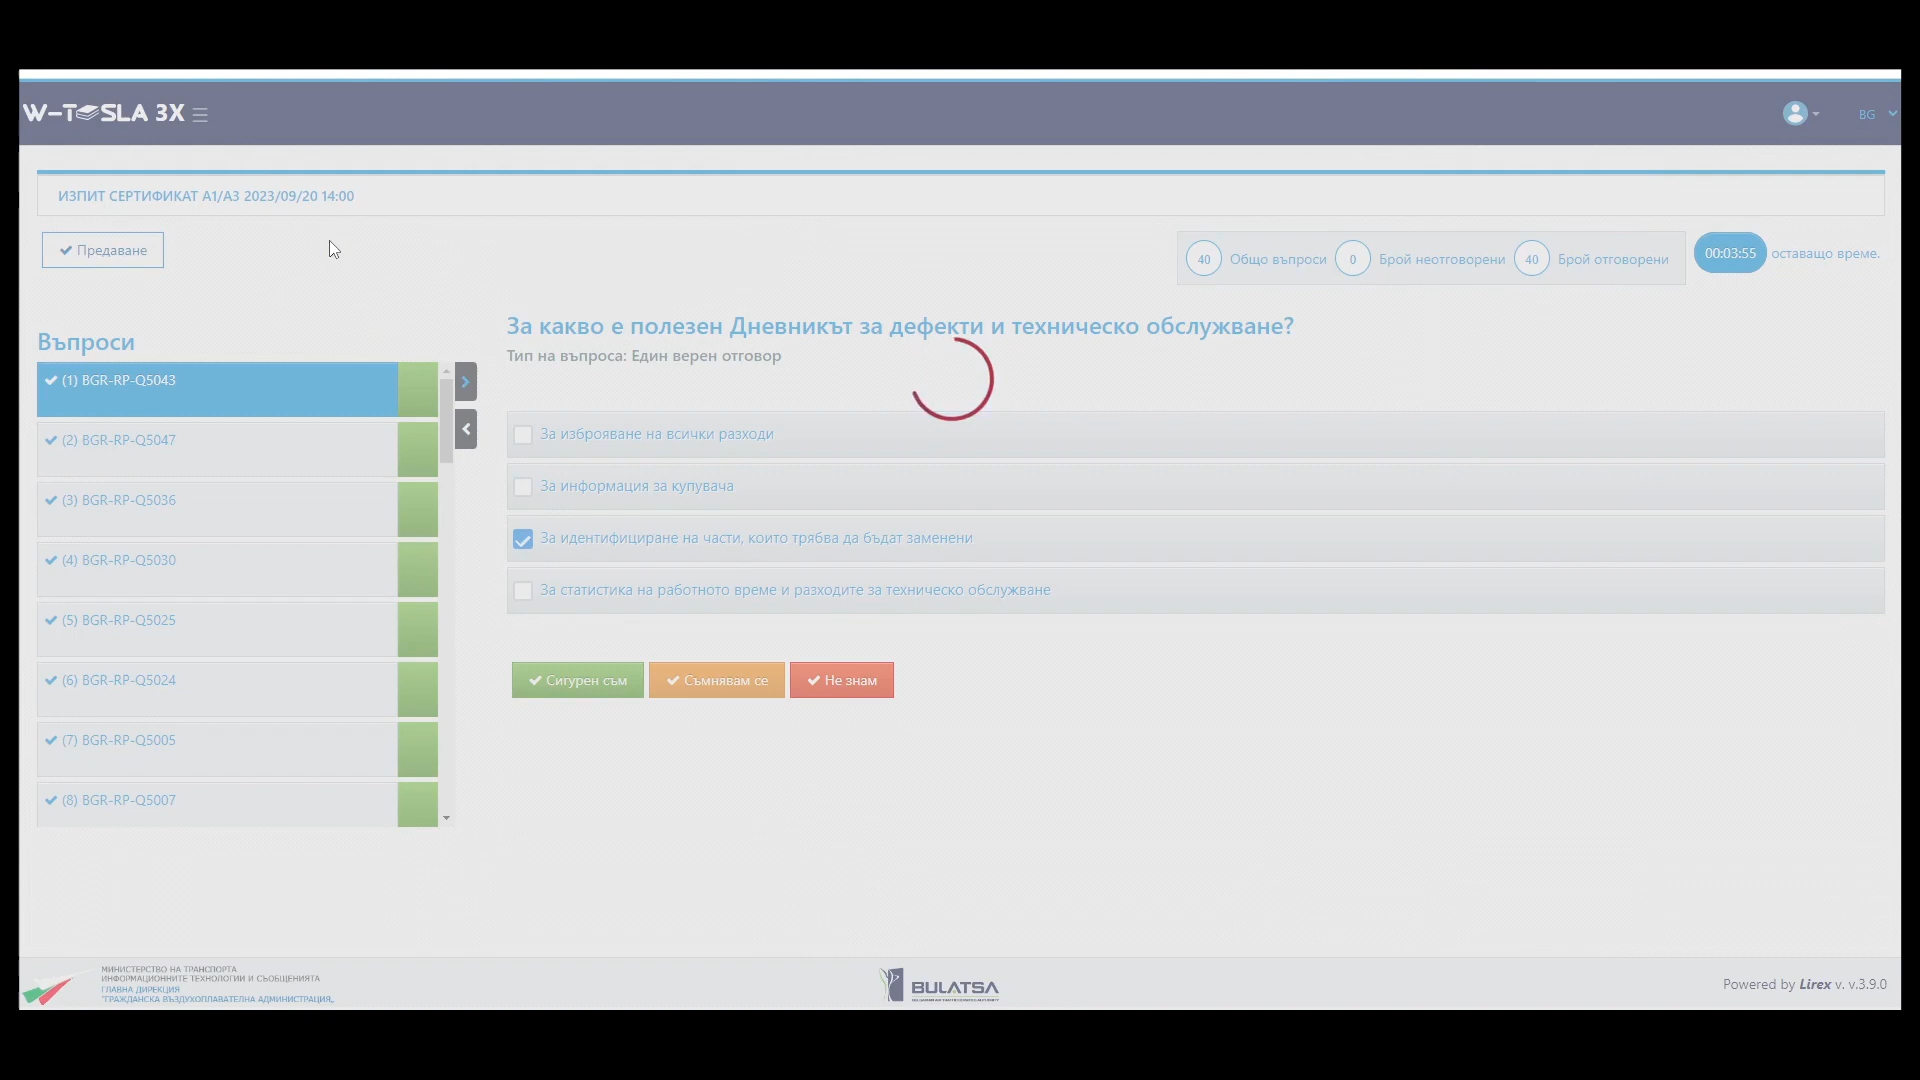 W-TESLA 3X
BG
ИЗПИТ СЕРТИФИКАТ A1/A3 2023/09/20 14:00
Предаване
40 Общо въпроси 0 Брой неотговорени 40 Брой отговорени 00:03:55 оставащо време.
Въпроси
(1) BGR-RP-Q5043
(2) BGR-RP-Q5047
(3) BGR-RP-Q5036
(4) BGR-RP-Q5030
(5) BGR-RP-Q5025
(6) BGR-RP-Q5024
(7) BGR-RP-Q5005
(8) BGR-RP-Q5007
За какво е полезен Дневникът за дефекти и техническо обслужване?
Тип на въпроса: Един верен отговор
За изброяване на всички разходи
За информация за купувача
За идентифициране на части, които трябва да бъдат заменени
За статистика на работното време и разходите за техническо обслужване
Сигурен съм
Съмнявам се
Не знам
МИНИСТЕРСТВО НА ТРАНСПОРТА
ИНФОРМАЦИОННИТЕ ТЕХНОЛОГИИ И СЪОБЩЕНИЯТА
ГЛАВНА ДИРЕКЦИЯ
"ГРАЖДАНСКА ВЪЗДУХОПЛАВАТЕЛНА АДМИНИСТРАЦИЯ„
BULATSA
Powered by Lirex v. v.3.9.0